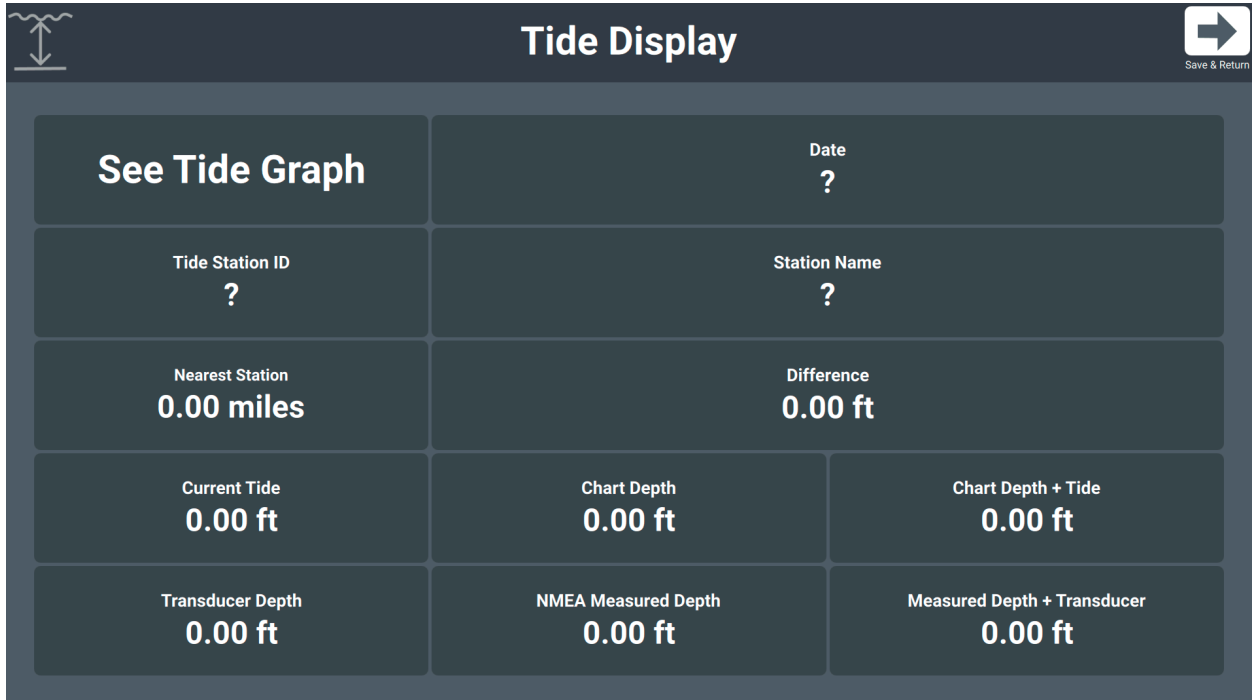 Tide Display
Save & Return
See Tide Graph
Date
?
Tide Station ID
?
Station Name
?
Nearest Station
0.00 miles
Difference
0.00 ft
Current Tide
0.00 ft
Chart Depth
0.00 ft
Chart Depth + Tide
0.00 ft
Transducer Depth
0.00 ft
NMEA Measured Depth
0.00 ft
Measured Depth + Transducer
0.00 ft